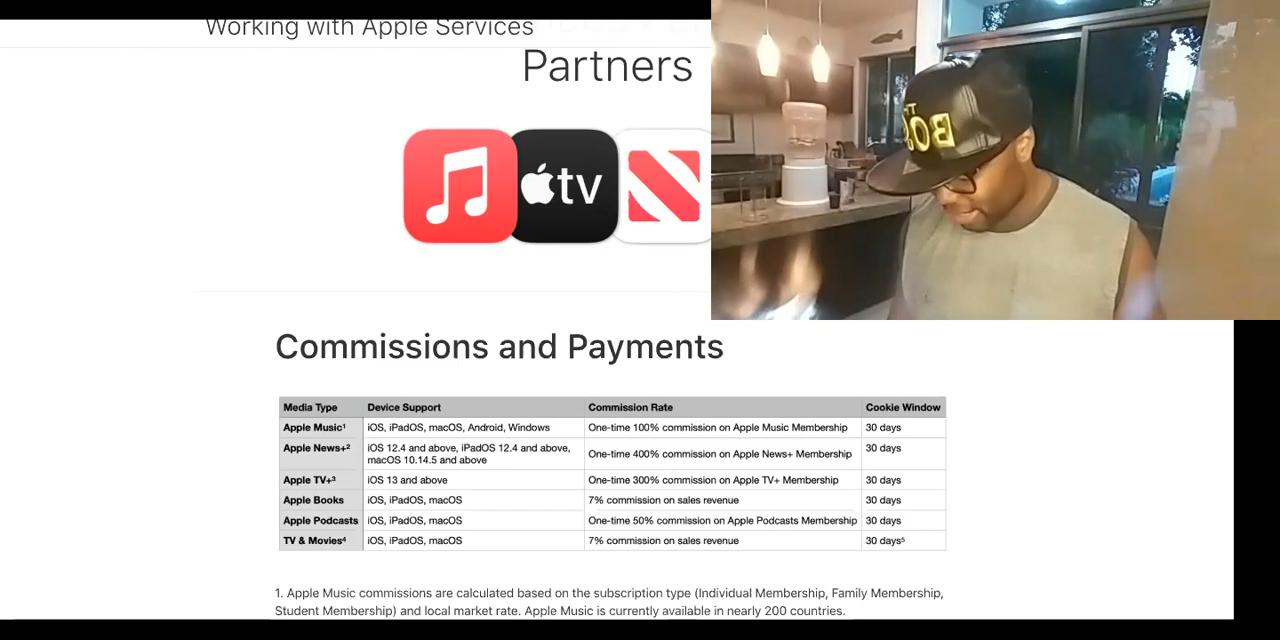 Working with Apple Services
Partners
tv
Commissions and Payments
Media Type Device Support Commission Rate Cookie Window
Apple Music¹ iOS, iPadOS, macOS, Android, Windows One-time 100% commission on Apple Music Membership 30 days
Apple News+² iOS 12.4 and above, iPadOS 12.4 and above, macOS 10.14.5 and above One-time 400% commission on Apple News+ Membership 30 days
Apple TV+³ iOS 13 and above One-time 300% commission on Apple TV+ Membership 30 days
Apple Books iOS, iPadOS, macOS 7% commission on sales revenue 30 days
Apple Podcasts iOS, iPadOS, macOS One-time 50% commission on Apple Podcasts Membership 30 days
TV & Movies⁴ iOS, iPadOS, macOS 7% commission on sales revenue 30 days⁵
1. Apple Music commissions are calculated based on the subscription type (Individual Membership, Family Membership,
Student Membership) and local market rate. Apple Music is currently available in nearly 200 countries.